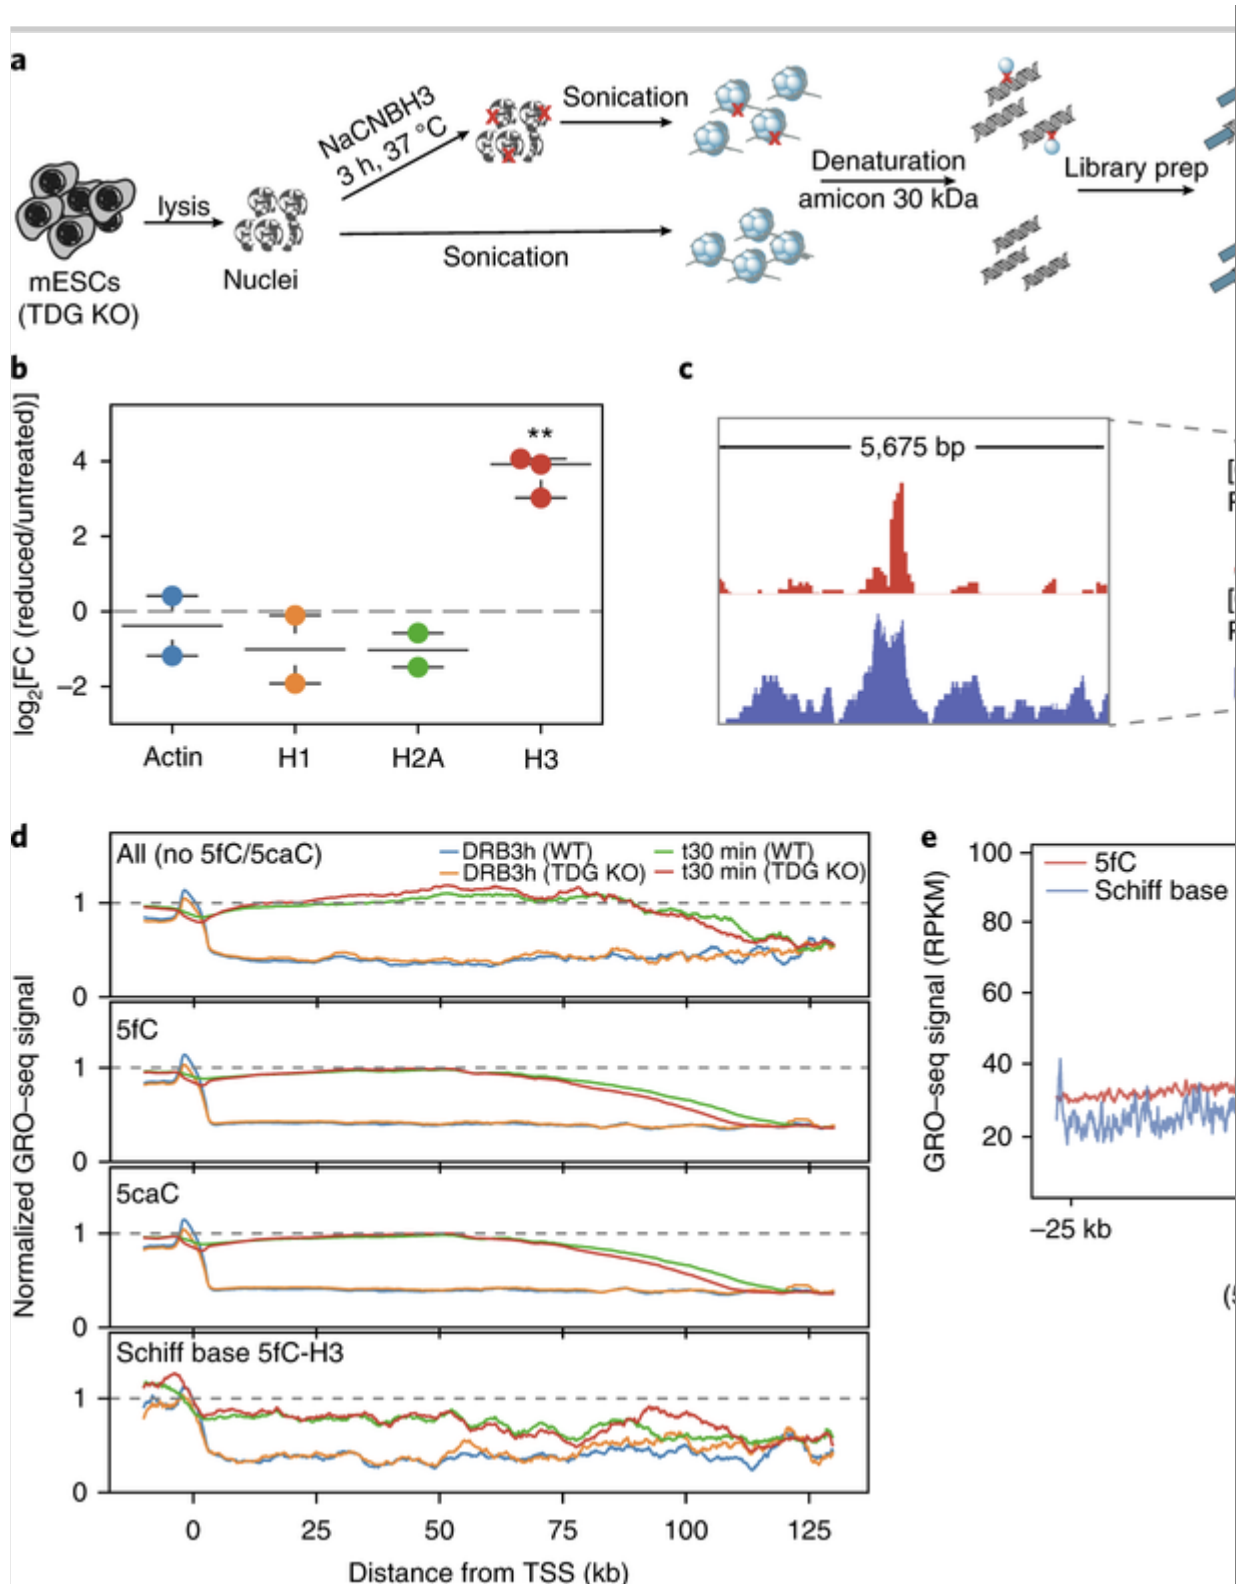 a
NaCNBH3
3 h, 37 °C
Sonication
Denaturation
amicon 30 kDa
Library prep
lysis
Sonication
Nuclei
mESCs
(TDG KO)
b
log2[FC (reduced/untreated)]
4
2
0
−2
**
Actin
H1
H2A
H3
c
5,675 bp
d
Normalized GRO–seq signal
All (no 5fC/5caC)
DRB3h (WT)
t30 min (WT)
DRB3h (TDG KO)
t30 min (TDG KO)
1
0
5fC
1
0
5caC
1
0
Schiff base 5fC-H3
1
0
0
25
50
75
100
125
Distance from TSS (kb)
e
GRO–seq signal (RPKM)
100
80
60
40
20
5fC
Schiff base
−25 kb